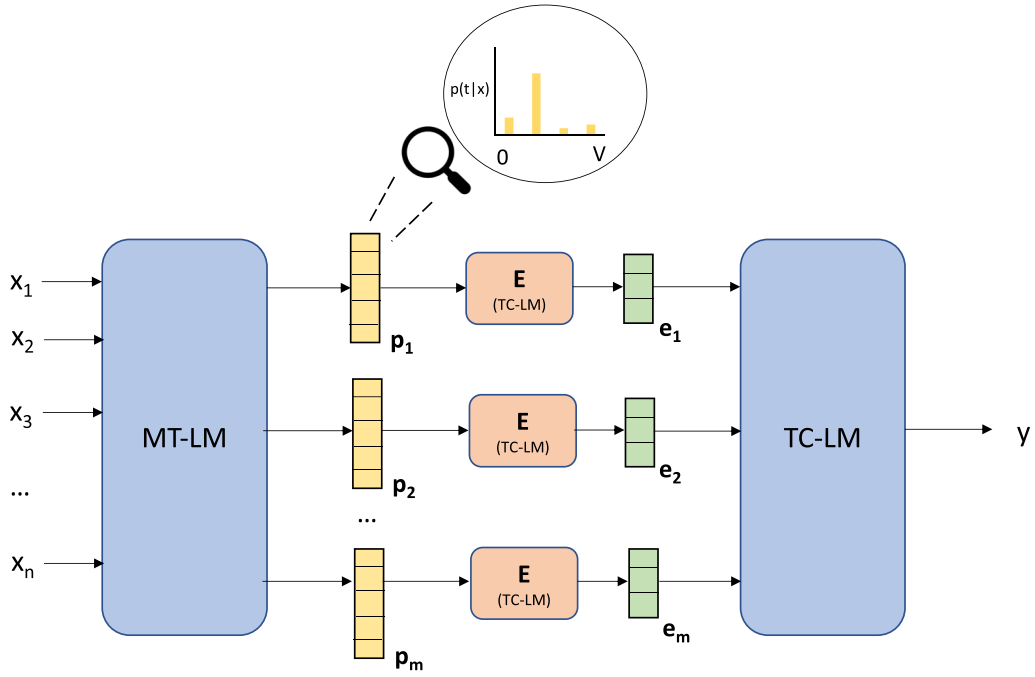 p(t|x)
0
V
x1
x2
x3
...
xn
MT-LM
p1
p2
...
pm
E
(TC-LM)
E
(TC-LM)
E
(TC-LM)
e1
e2
em
TC-LM
y